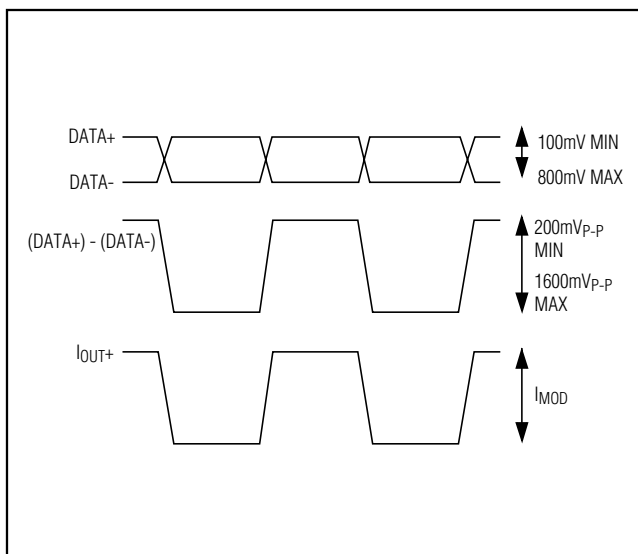 DATA+
100mV MIN
DATA-
800mV MAX
(DATA+) - (DATA-)
200mVP-P
MIN
1600mVP-P
MAX
IOUT+
IMOD